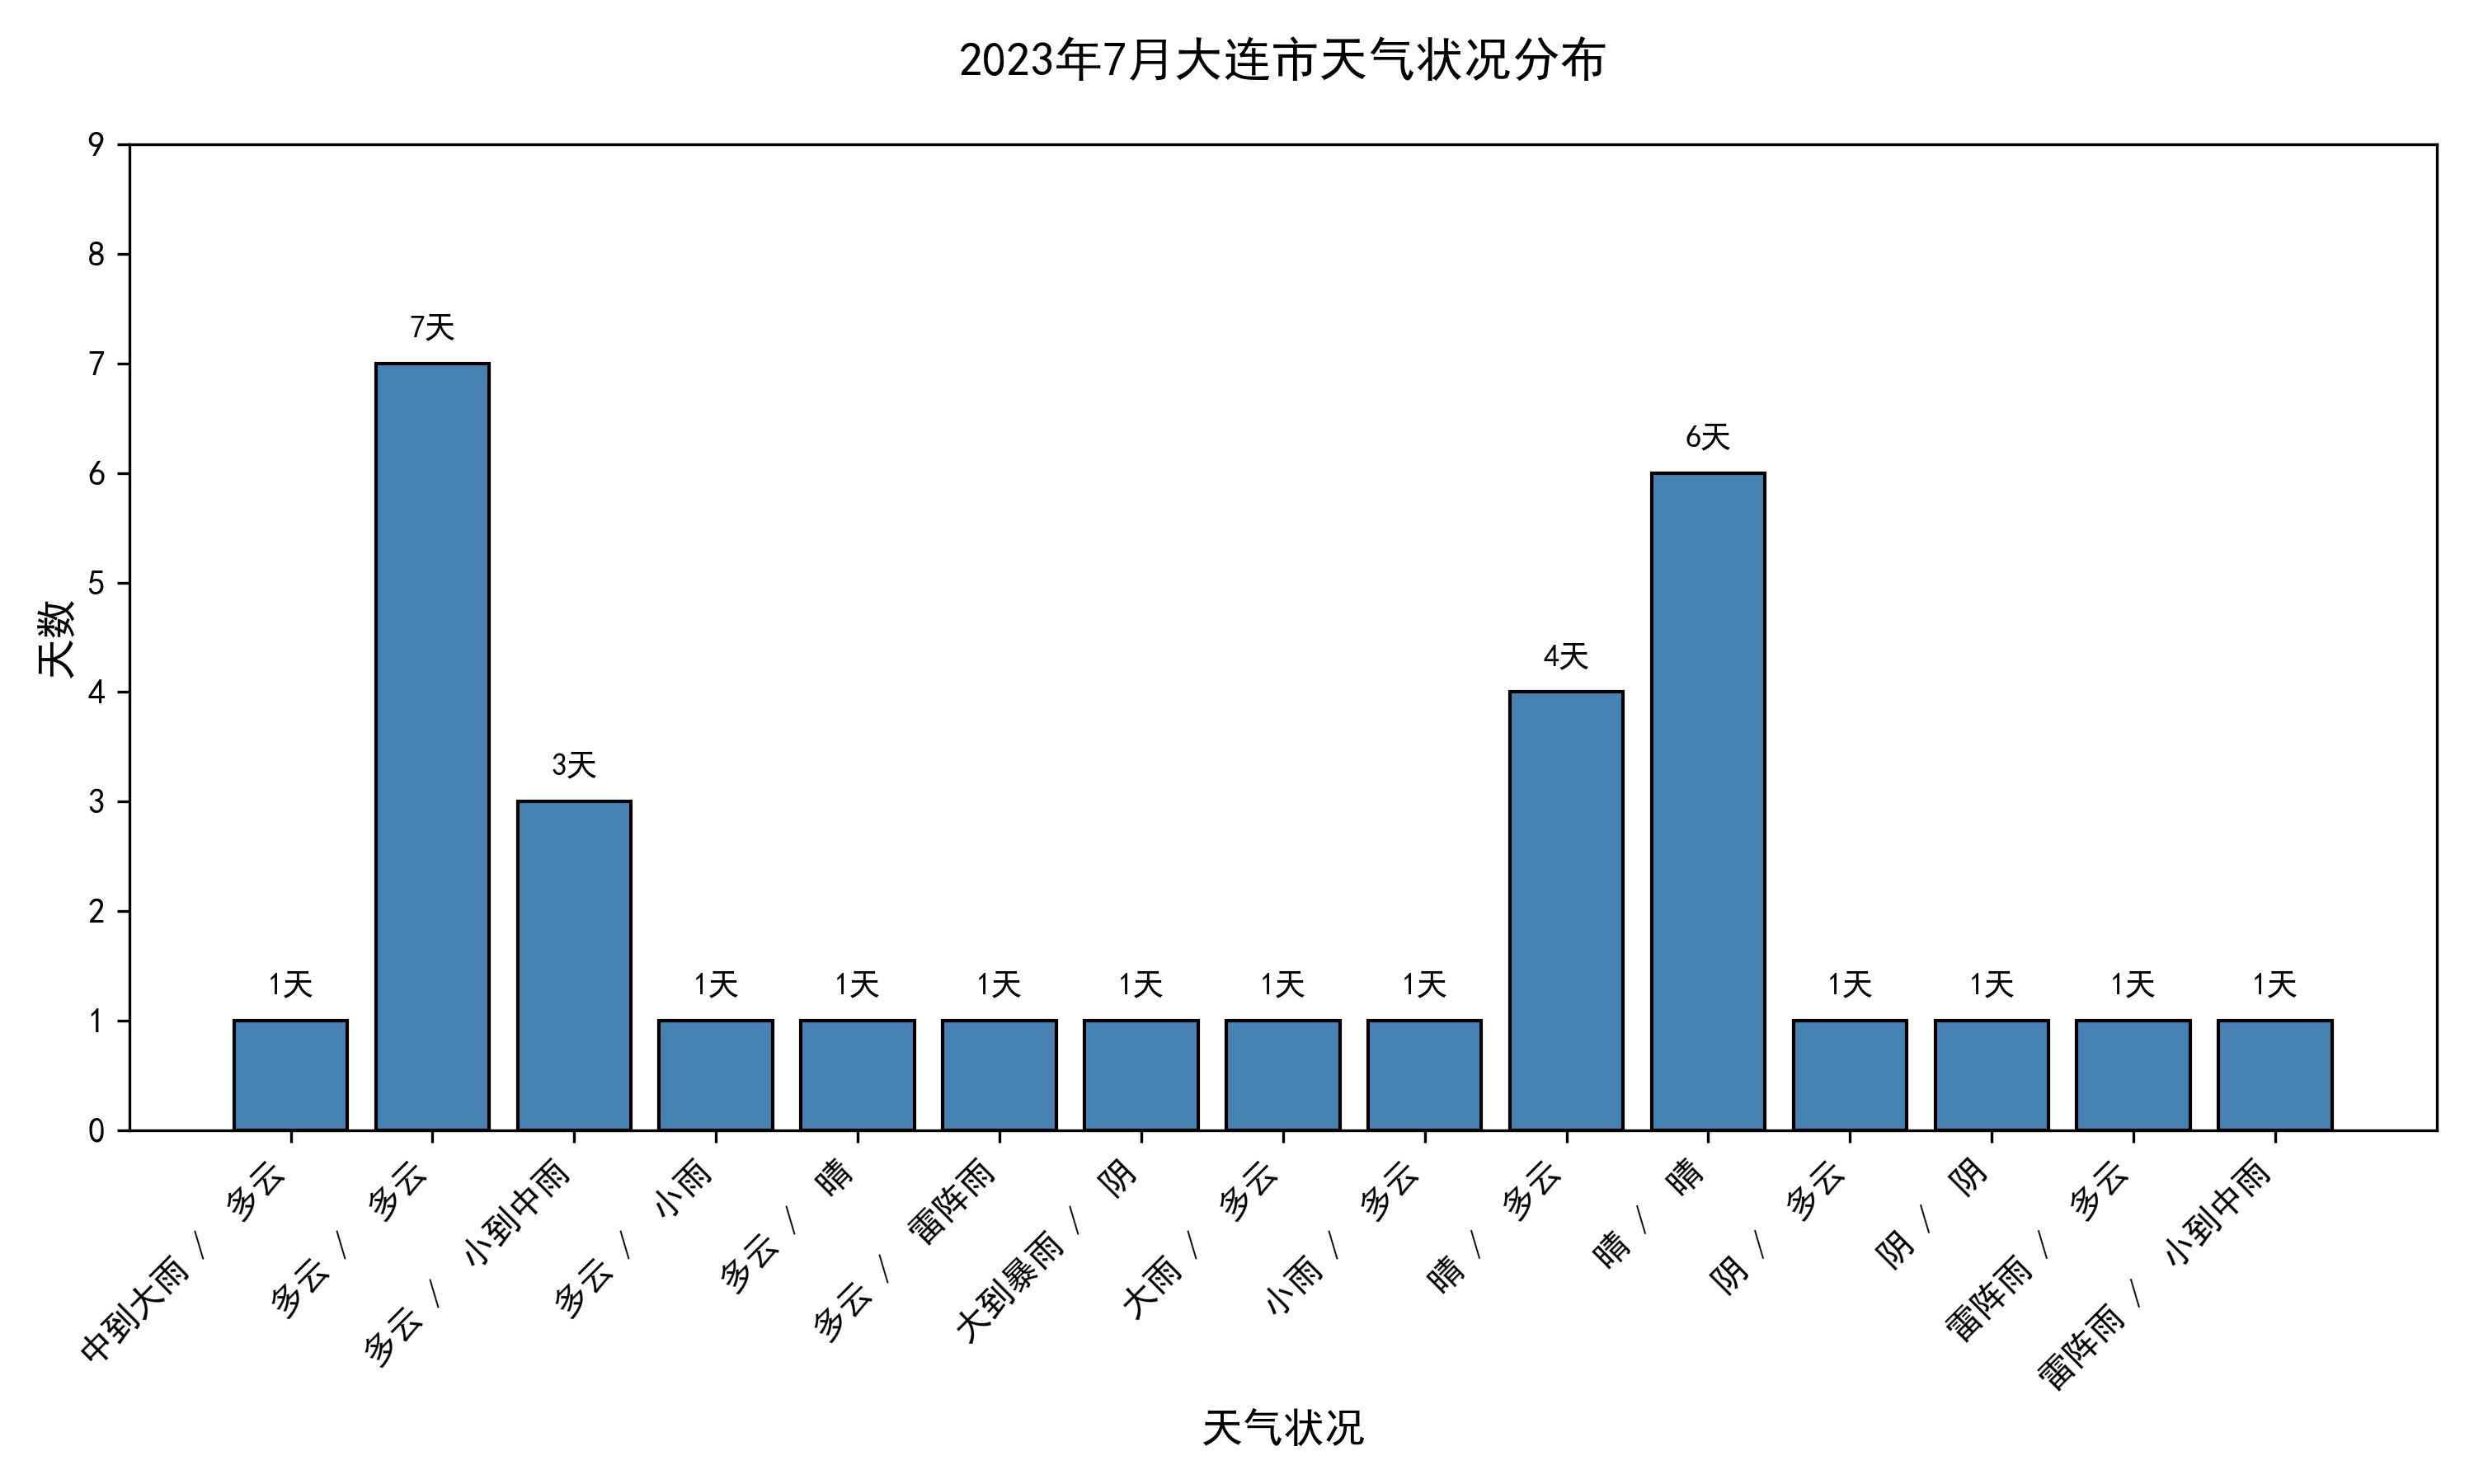 2023年7月大连市天气状况分布
天数
9
8
7
6
5
4
3
2
1
0
1天
7天
3天
1天
1天
1天
1天
1天
1天
4天
6天
1天
1天
1天
1天
中到大雨 / 多云
多云 / 多云
多云 / 小到中雨
多云 / 小雨
多云 / 晴
多云 / 雷阵雨
大到暴雨 / 阴
大雨 / 多云
小雨 / 多云
晴 / 多云
晴 / 晴
阴 / 多云
阴 / 阴
雷阵雨 / 多云
雷阵雨 / 小到中雨
天气状况